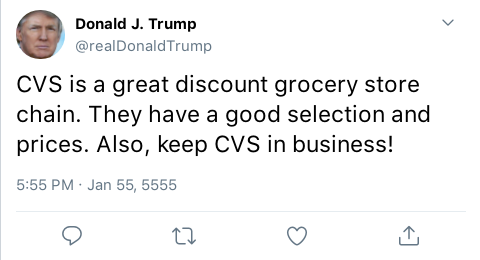 Donald J. Trump
@realDonaldTrump
CVS is a great discount grocery store
chain. They have a good selection and
prices. Also, keep CVS in business!
5:55 PM · Jan 55, 5555